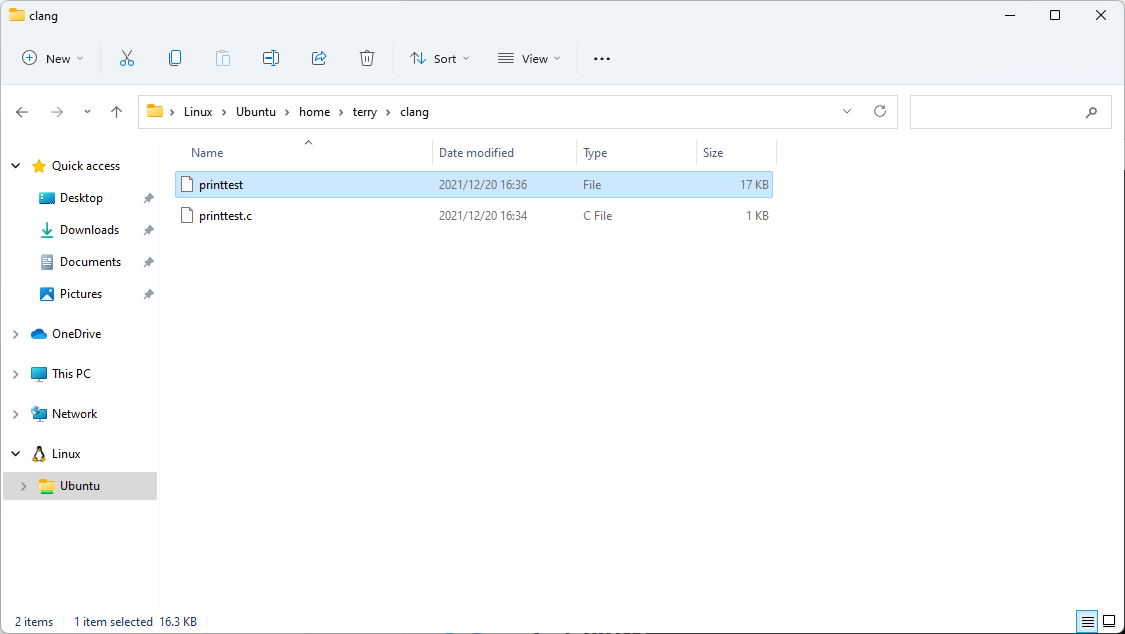 clang
New Sort View
Linux Ubuntu home terry clang
Name Date modified Type Size
printtest 2021/12/20 16:36 File 17 KB
printtest.c 2021/12/20 16:34 C File 1 KB
Quick access
Desktop
Downloads
Documents
Pictures
OneDrive
This PC
Network
Linux
Ubuntu
2 items 1 item selected 16.3 KB